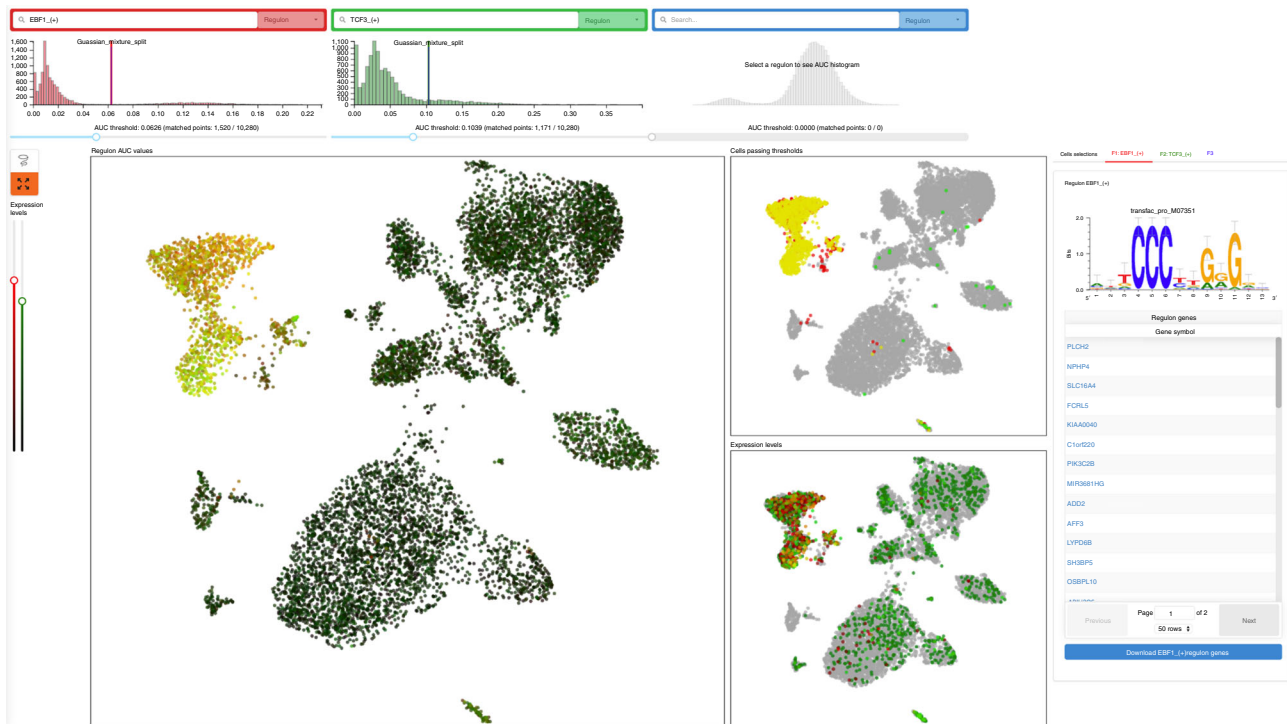 EBF1_(+) Regulon TCF3_(+) Regulon Search... Regulon
Guassian_mixture_split
1,600
1,400
1,200
1,000
800
600
400
200
0
0.00 0.02 0.04 0.06 0.08 0.10 0.12 0.14 0.16 0.18 0.20 0.22
AUC threshold: 0.0626 (matched points: 1,520 / 10,280)
Guassian_mixture_split
1,100
1,000
900
800
700
600
500
400
300
200
100
0
0.00 0.05 0.10 0.15 0.20 0.25 0.30 0.35
AUC threshold: 0.1039 (matched points: 1,171 / 10,280)
Select a regulon to see AUC histogram
AUC threshold: 0.0000 (matched points: 0 / 0)
Expression
levels
Regulon AUC values
Cells passing thresholds
Expression levels
Cells selections F1: EBF1_(+) F2: TCF3_(+) F3
Regulon EBF1_(+)
transfac_pro_M07351
2.0
1.0
0.0
Bits
CCC
G G
5' 1 2 3 4 5 6 7 8 9 10 11 12 13 3'
Regulon genes
Gene symbol
PLCH2
NPHP4
SLC16A4
FCRL5
KIAA0040
C1orf220
PIK3C2B
MIR3681HG
ADD2
AFF3
LYPD6B
SH3BP5
OSBPL10
Previous Page 1 of 2 Next
50 rows
Download EBF1_(+)regulon genes